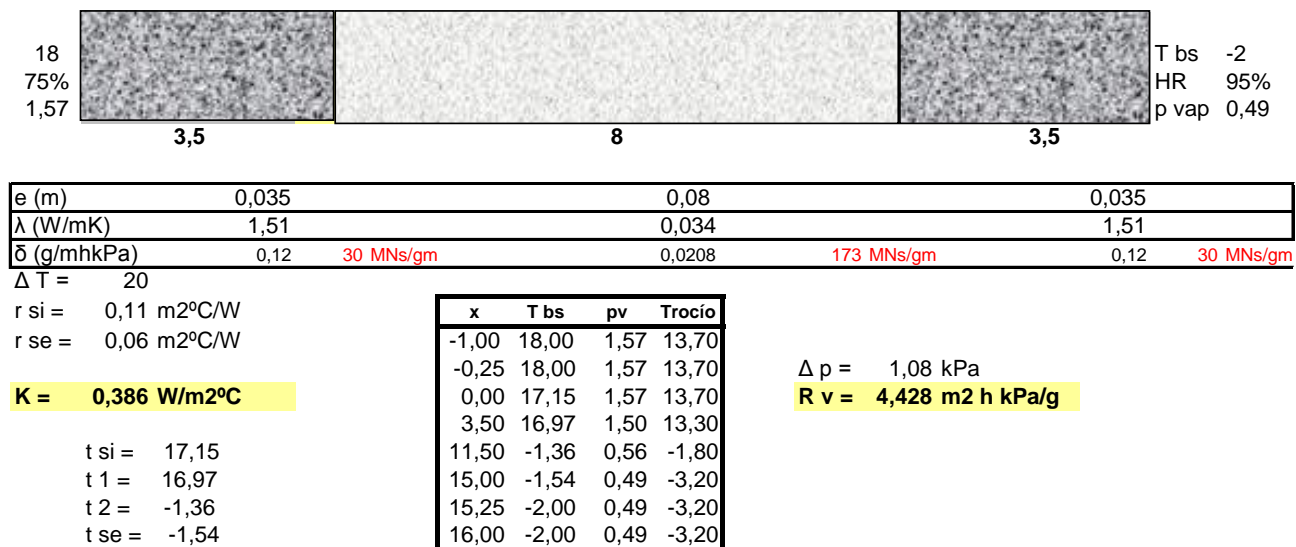 18 T bs -2
75% HR 95%
1,57 p vap 0,49
3,5 8 3,5
e (m) 0,035 0,08 0,035
λ (W/mK) 1,51 0,034 1,51
δ (g/mhkPa) 0,12 30 MNs/gm 0,0208 173 MNs/gm 0,12 30 MNs/gm
Δ T = 20
r si = 0,11 m2ºC/W
r se = 0,06 m2ºC/W
K = 0,386 W/m2ºC
t si = 17,15
t 1 = 16,97
t 2 = -1,36
t se = -1,54
x T bs pv Trocío
-1,00 18,00 1,57 13,70
-0,25 18,00 1,57 13,70
0,00 17,15 1,57 13,70
3,50 16,97 1,50 13,30
11,50 -1,36 0,56 -1,80
15,00 -1,54 0,49 -3,20
15,25 -2,00 0,49 -3,20
16,00 -2,00 0,49 -3,20
Δ p = 1,08 kPa
R v = 4,428 m2 h kPa/g